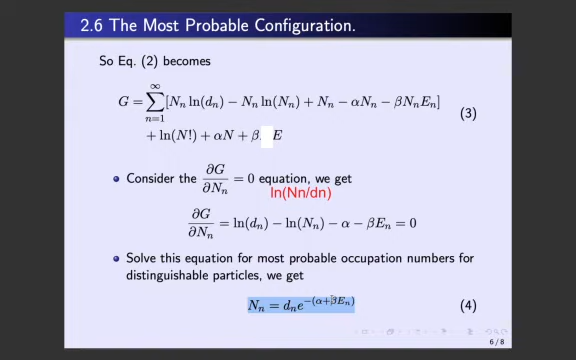 2.6 The Most Probable Configuration.
So Eq. (2) becomes
G = ∑_{n=1}^{∞} [N_n ln(d_n) − N_n ln(N_n) + N_n − αN_n − βN_nE_n] (3)
+ ln(N!) + αN + β E
• Consider the ∂G/∂N_n = 0 equation, we get
ln(Nn/dn)
∂G/∂N_n = ln(d_n) − ln(N_n) − α − βE_n = 0
• Solve this equation for most probable occupation numbers for
distinguishable particles, we get
N_n = d_n e^{−(α+βE_n)} (4)
6 / 8